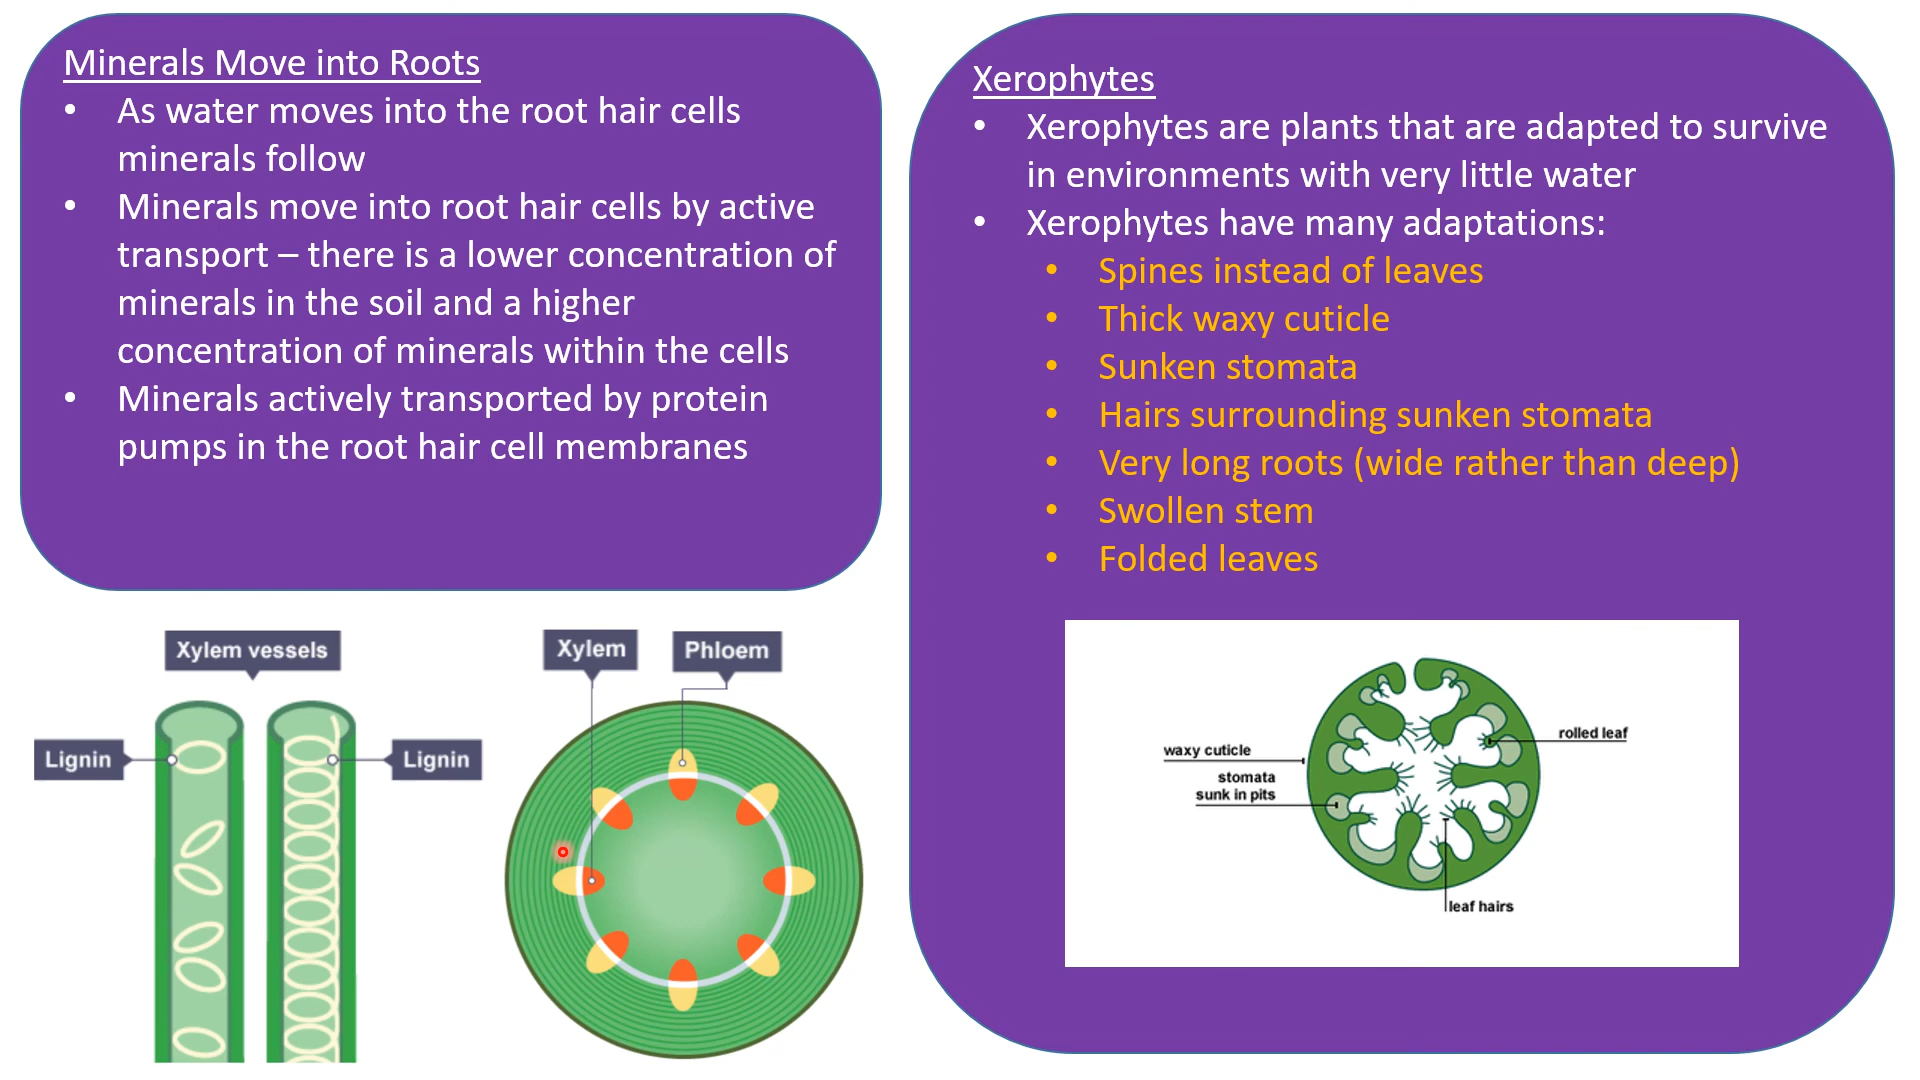 Minerals Move into Roots
• As water moves into the root hair cells
minerals follow
• Minerals move into root hair cells by active
transport – there is a lower concentration of
minerals in the soil and a higher
concentration of minerals within the cells
• Minerals actively transported by protein
pumps in the root hair cell membranes
Xylem vessels
Lignin
Lignin
Xylem
Phloem
Xerophytes
• Xerophytes are plants that are adapted to survive
in environments with very little water
• Xerophytes have many adaptations:
• Spines instead of leaves
• Thick waxy cuticle
• Sunken stomata
• Hairs surrounding sunken stomata
• Very long roots (wide rather than deep)
• Swollen stem
• Folded leaves
waxy cuticle
stomata
sunk in pits
rolled leaf
leaf hairs